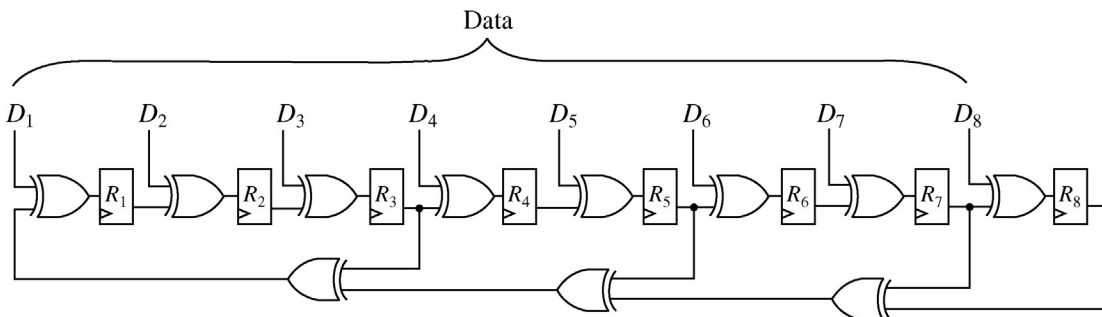 Data
D1 D2 D3 D4 D5 D6 D7 D8
R1 R2 R3 R4 R5 R6 R7 R8